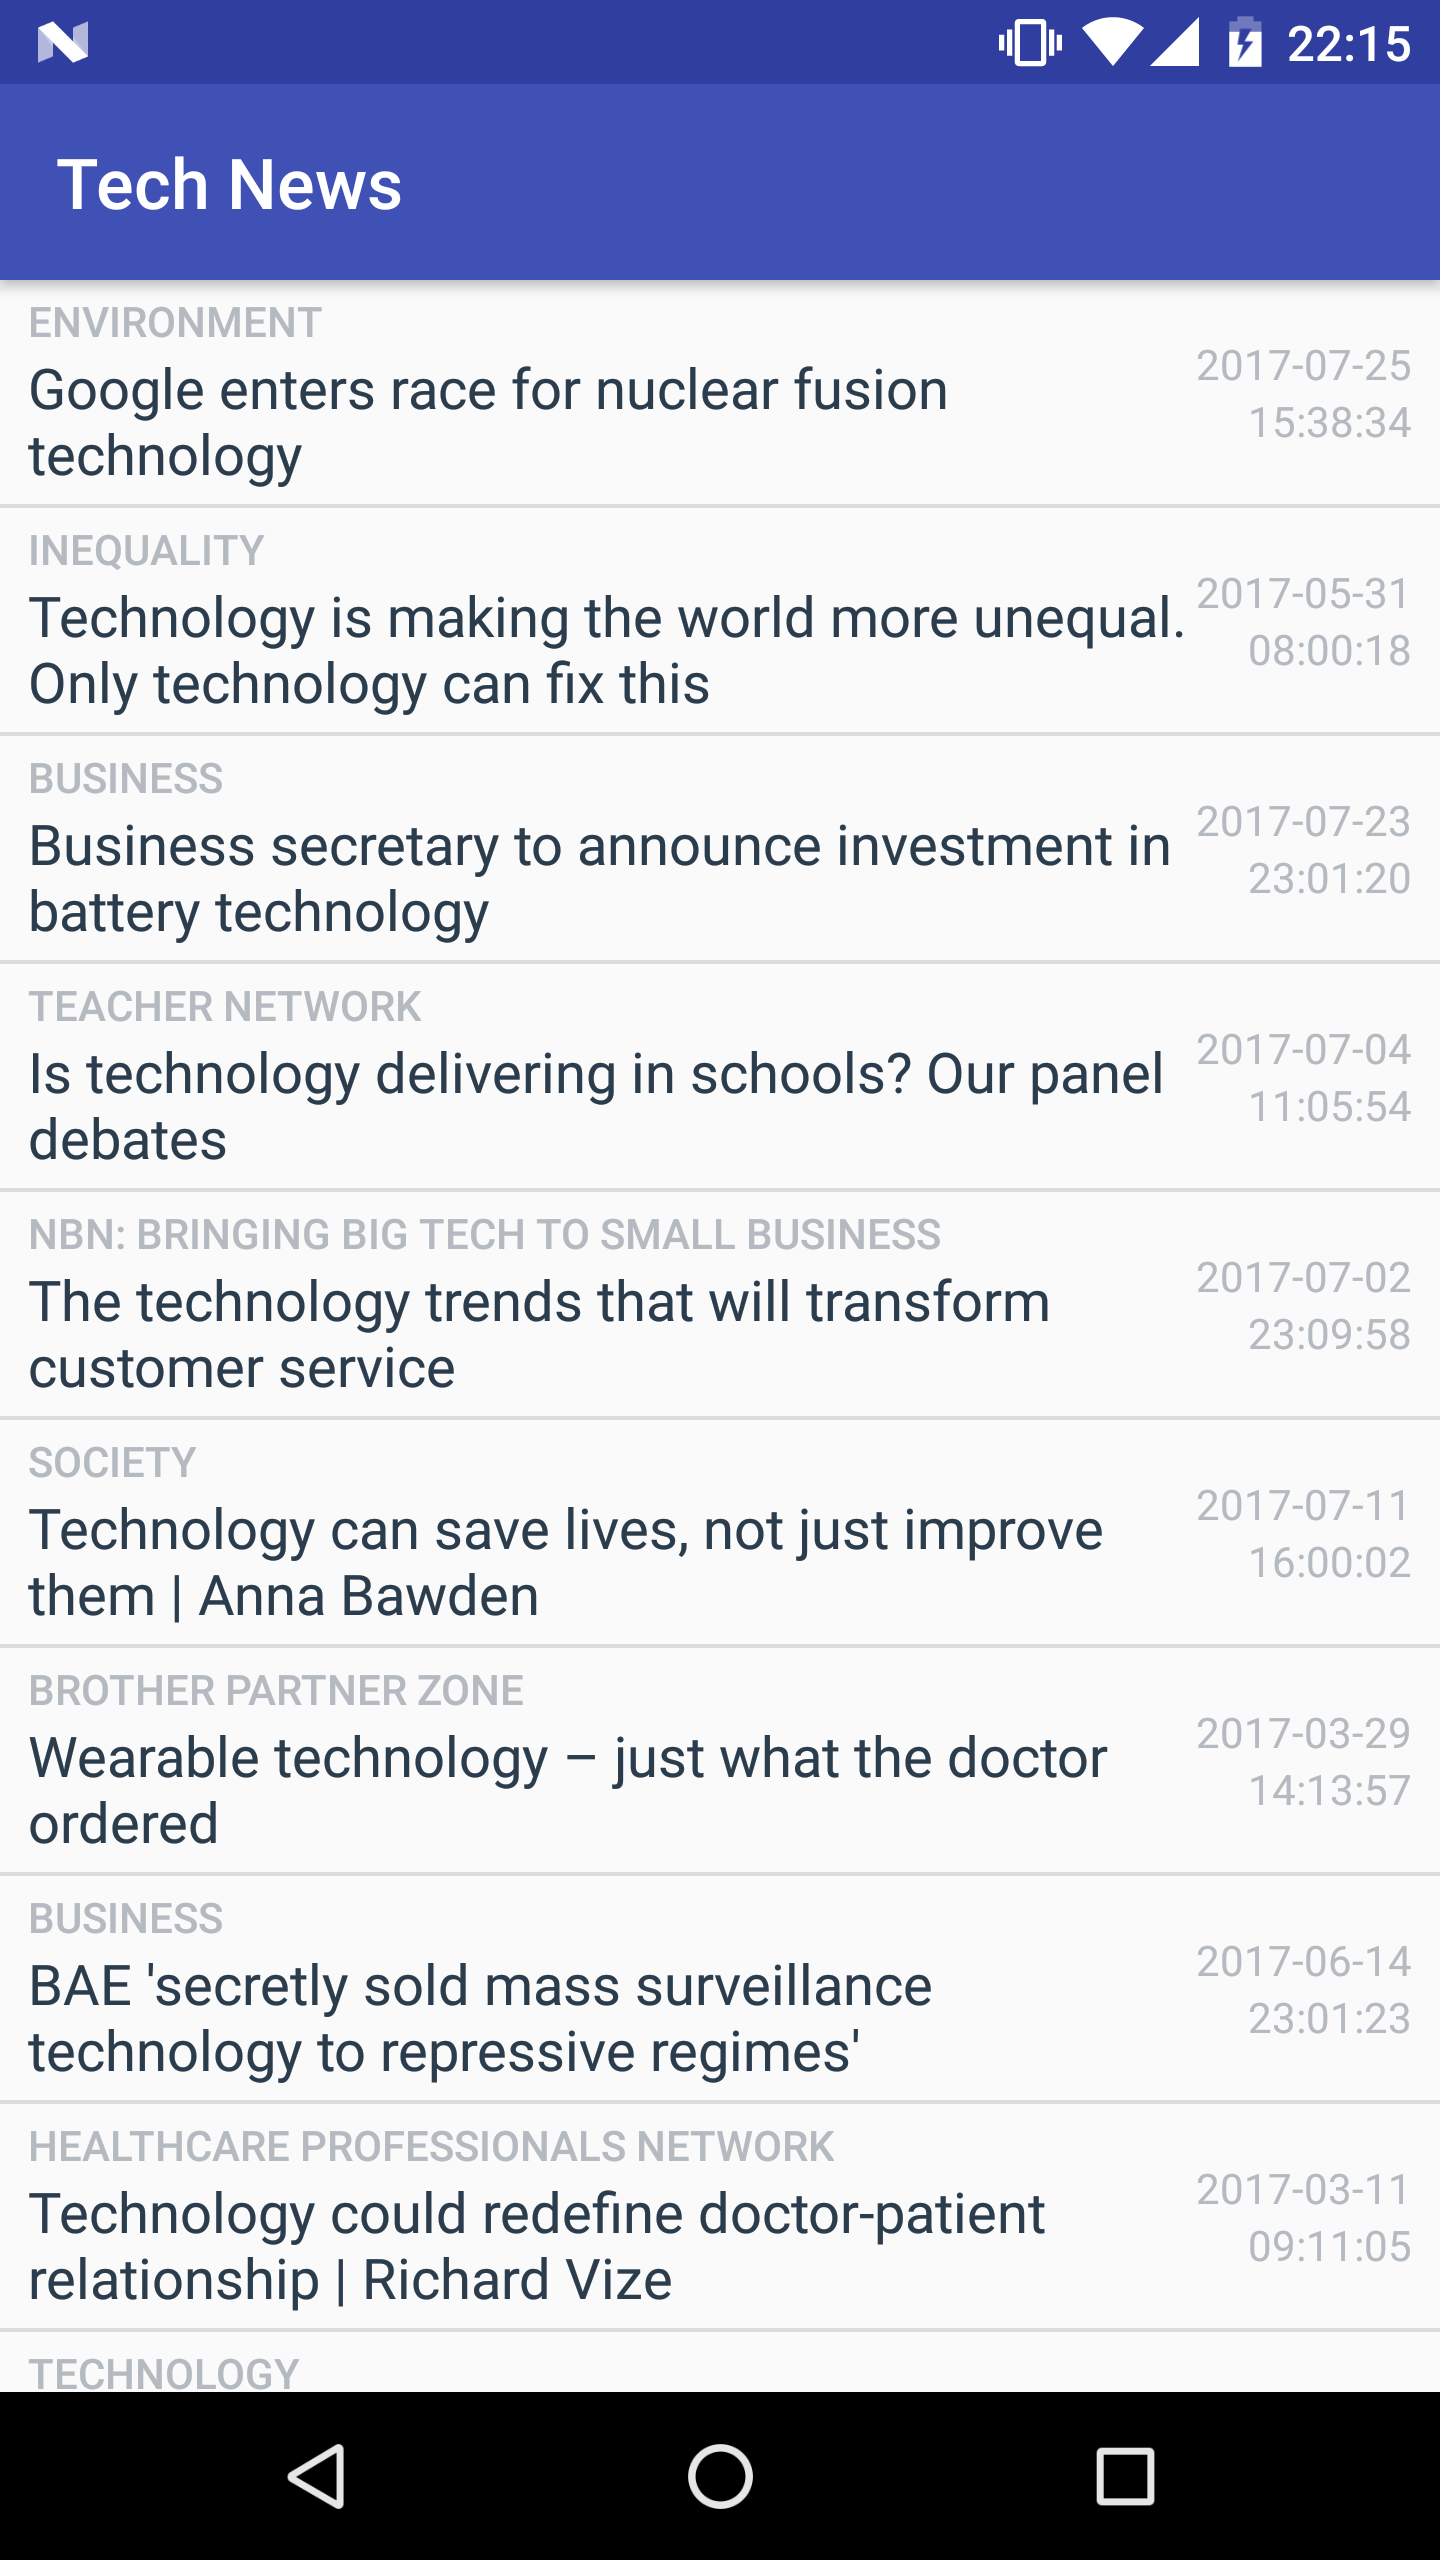 22:15
Tech News
ENVIRONMENT
Google enters race for nuclear fusion
technology
2017-07-25
15:38:34
INEQUALITY
Technology is making the world more unequal.
Only technology can fix this
2017-05-31
08:00:18
BUSINESS
Business secretary to announce investment in
battery technology
2017-07-23
23:01:20
TEACHER NETWORK
Is technology delivering in schools? Our panel
debates
2017-07-04
11:05:54
NBN: BRINGING BIG TECH TO SMALL BUSINESS
The technology trends that will transform
customer service
2017-07-02
23:09:58
SOCIETY
Technology can save lives, not just improve
them | Anna Bawden
2017-07-11
16:00:02
BROTHER PARTNER ZONE
Wearable technology – just what the doctor
ordered
2017-03-29
14:13:57
BUSINESS
BAE 'secretly sold mass surveillance
technology to repressive regimes'
2017-06-14
23:01:23
HEALTHCARE PROFESSIONALS NETWORK
Technology could redefine doctor-patient
relationship | Richard Vize
2017-03-11
09:11:05
TECHNOLOGY